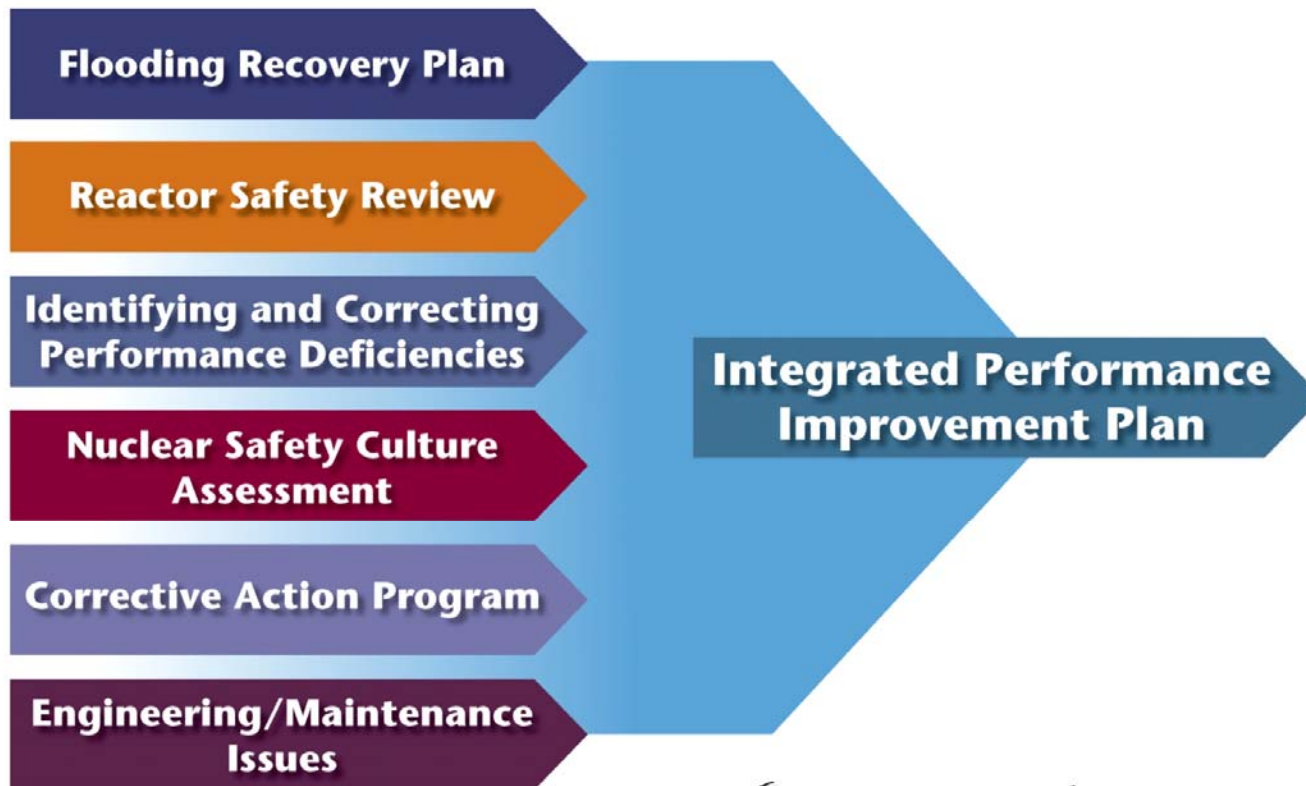 Flooding Recovery Plan
Reactor Safety Review
Identifying and Correcting
Performance Deficiencies
Nuclear Safety Culture
Assessment
Corrective Action Program
Engineering/Maintenance
Issues
Integrated Performance
Improvement Plan